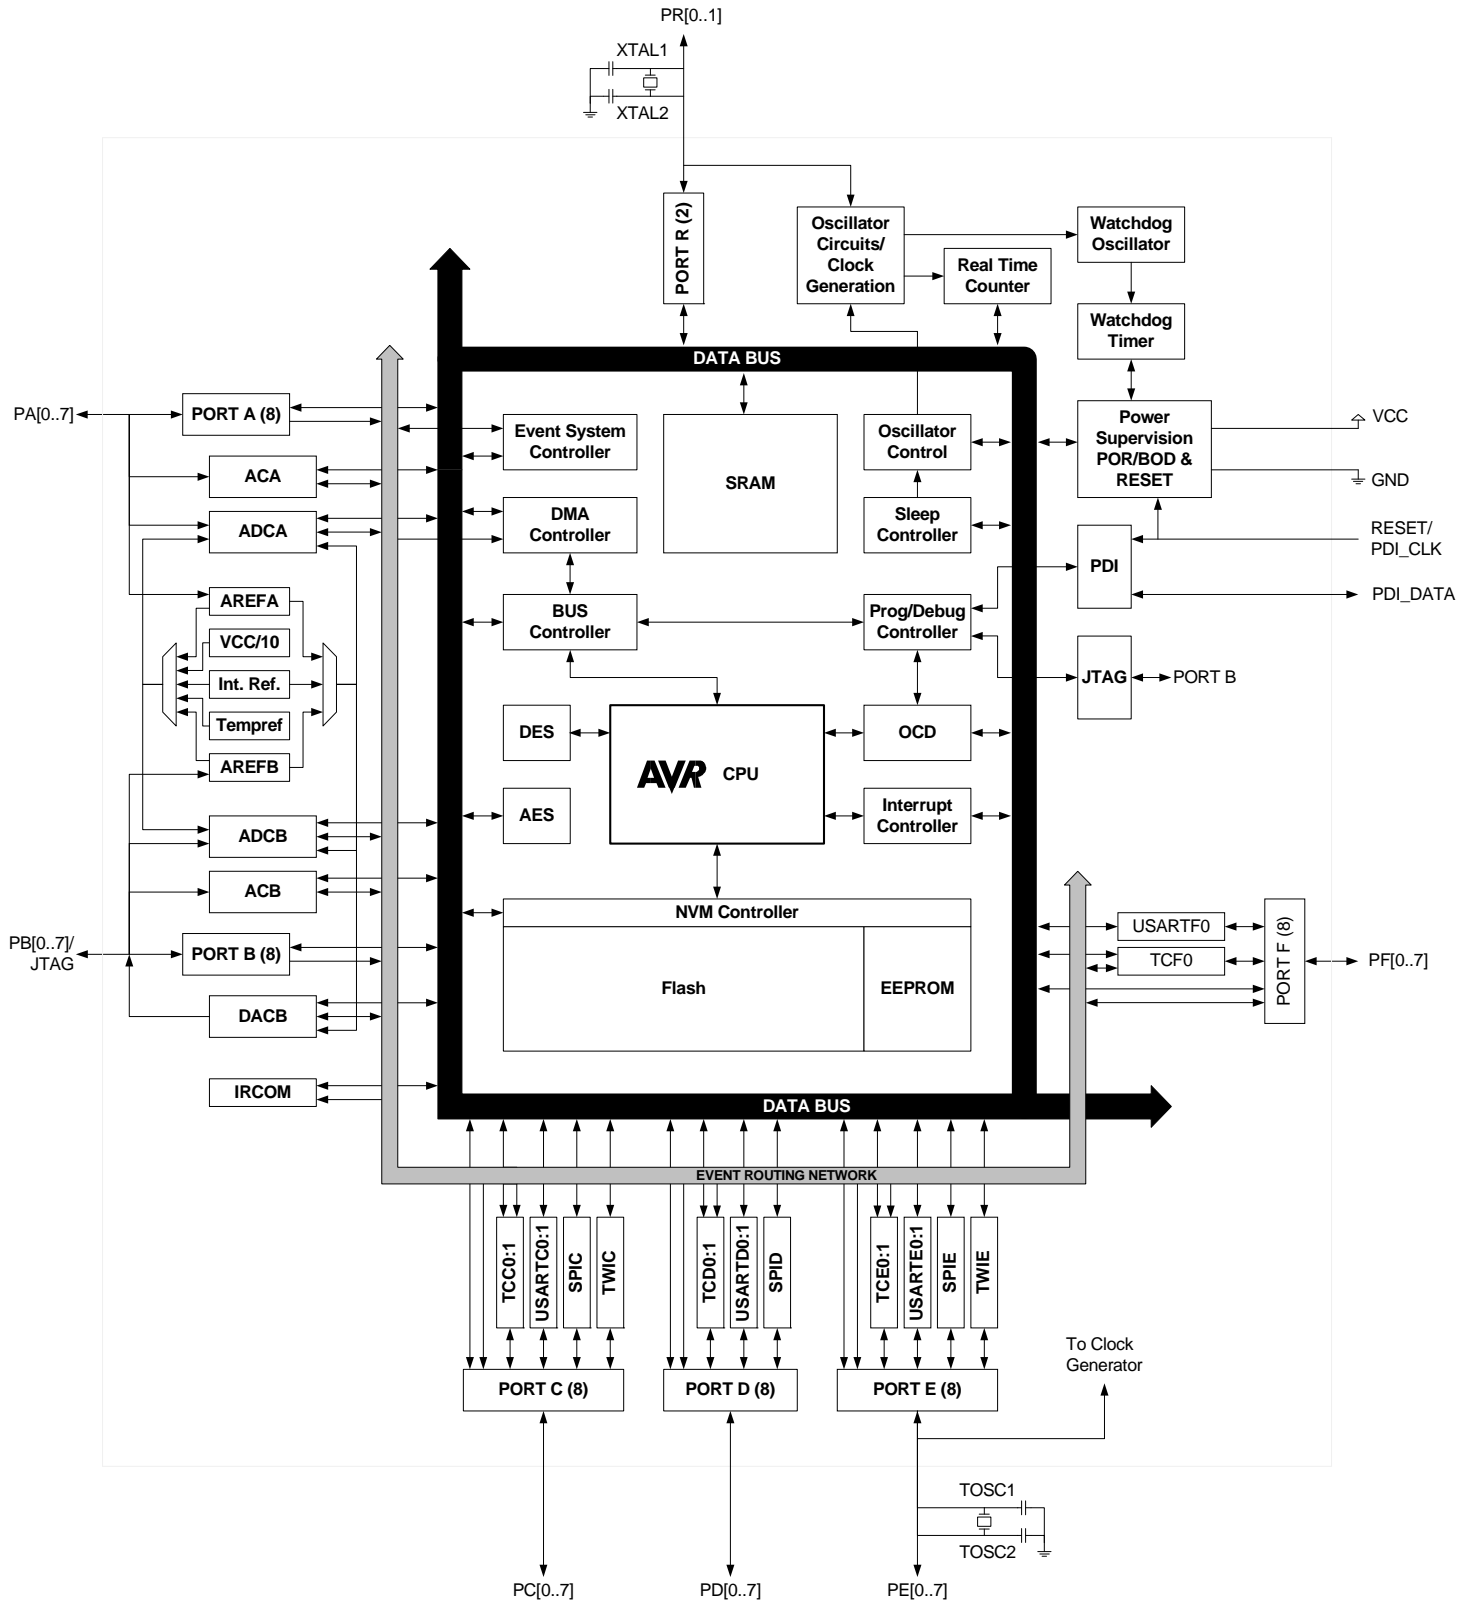 PR[0..1]
XTAL1
XTAL2
PORT R (2)
Oscillator
Circuits/
Clock
Generation
Watchdog
Oscillator
Real Time
Counter
Watchdog
Timer
DATA BUS
PA[0..7]
PORT A (8)
Event System
Controller
SRAM
Oscillator
Control
Power
Supervision
POR/BOD &
RESET
VCC
GND
ACA
ADCA
DMA
Controller
Sleep
Controller
RESET/
PDI_CLK
PDI
PDI_DATA
AREFA
VCC/10
Int. Ref.
Tempref
AREFB
BUS
Controller
Prog/Debug
Controller
JTAG
PORT B
DES
AVR CPU
OCD
AES
Interrupt
Controller
ADCB
ACB
NVM Controller
Flash
EEPROM
USARTF0
TCF0
PORT F (8)
PF[0..7]
PB[0..7]/
JTAG
PORT B (8)
DACB
IRCOM
DATA BUS
EVENT ROUTING NETWORK
TCC0:1
USARTC0:1
SPIC
TWIC
TCD0:1
USARTD0:1
SPID
TCE0:1
USARTE0:1
SPIE
TWIE
To Clock
Generator
PORT C (8)
PORT D (8)
PORT E (8)
TOSC1
TOSC2
PC[0..7]
PD[0..7]
PE[0..7]